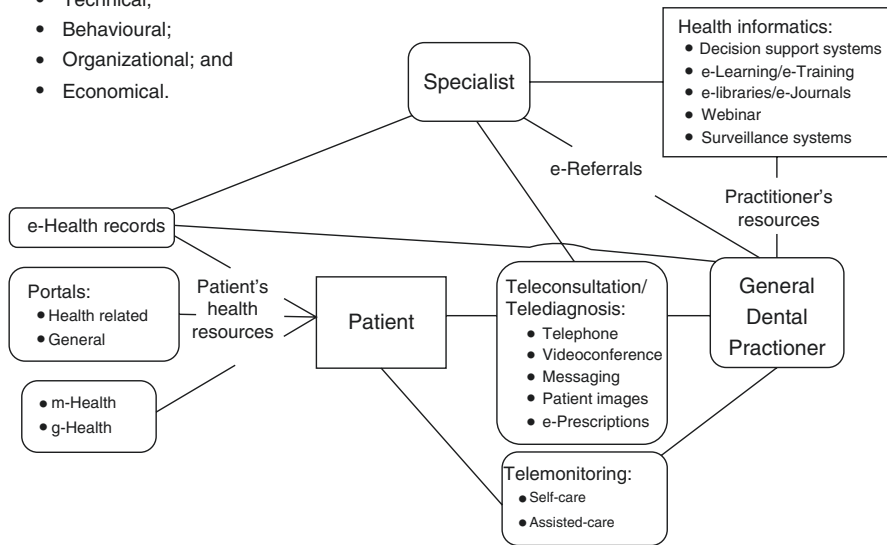 • Technical;
• Behavioural;
• Organizational; and
• Economical.
Specialist
Health informatics:
• Decision support systems
• e-Learning/e-Training
• e-libraries/e-Journals
• Webinar
• Surveillance systems
e-Referrals
Practitioner's
resources
e-Health records
Portals:
• Health related
• General
Patient's
health
resources
• m-Health
• g-Health
Patient
Teleconsultation/
Telediagnosis:
• Telephone
• Videoconference
• Messaging
• Patient images
• e-Prescriptions
General
Dental
Practioner
Telemonitoring:
• Self-care
• Assisted-care